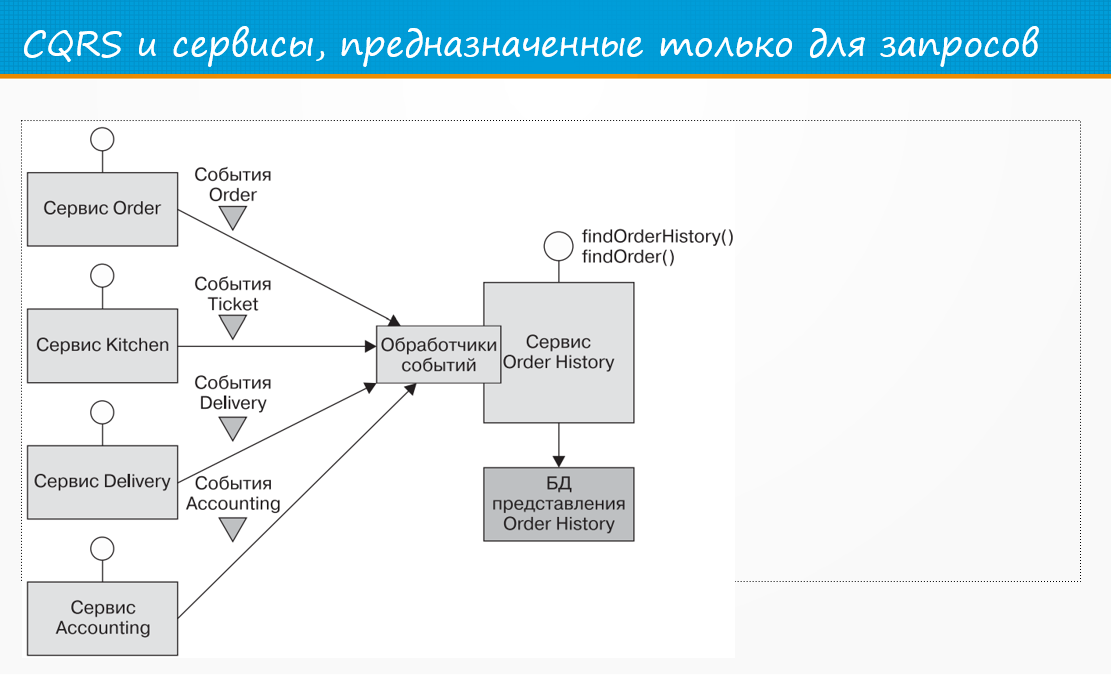 CQRS и сервисы, предназначенные только для запросов
События
Order
Сервис Order
findOrderHistory()
findOrder()
События
Ticket
Сервис Kitchen
Обработчики
событий
Сервис
Order History
События
Delivery
Сервис Delivery
События
Accounting
БД
представления
Order History
Сервис
Accounting